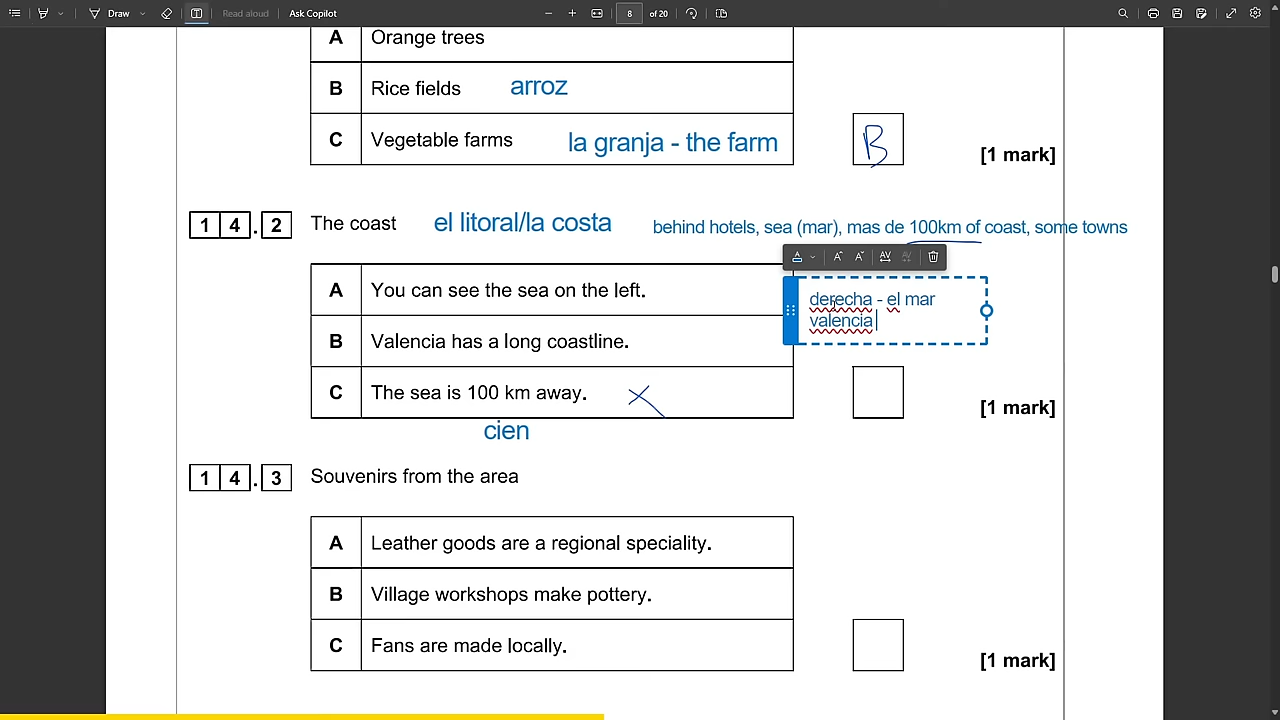 Draw
Read aloud
Ask Copilot
8
of 20
A Orange trees
B Rice fields arroz
C Vegetable farms la granja - the farm
B
[1 mark]
1 4 . 2 The coast el litoral/la costa behind hotels, sea (mar), mas de 100km of coast, some towns
A You can see the sea on the left.
derecha - el mar
valencia
B Valencia has a long coastline.
C The sea is 100 km away.
[1 mark]
cien
1 4 . 3 Souvenirs from the area
A Leather goods are a regional speciality.
B Village workshops make pottery.
C Fans are made locally.
[1 mark]